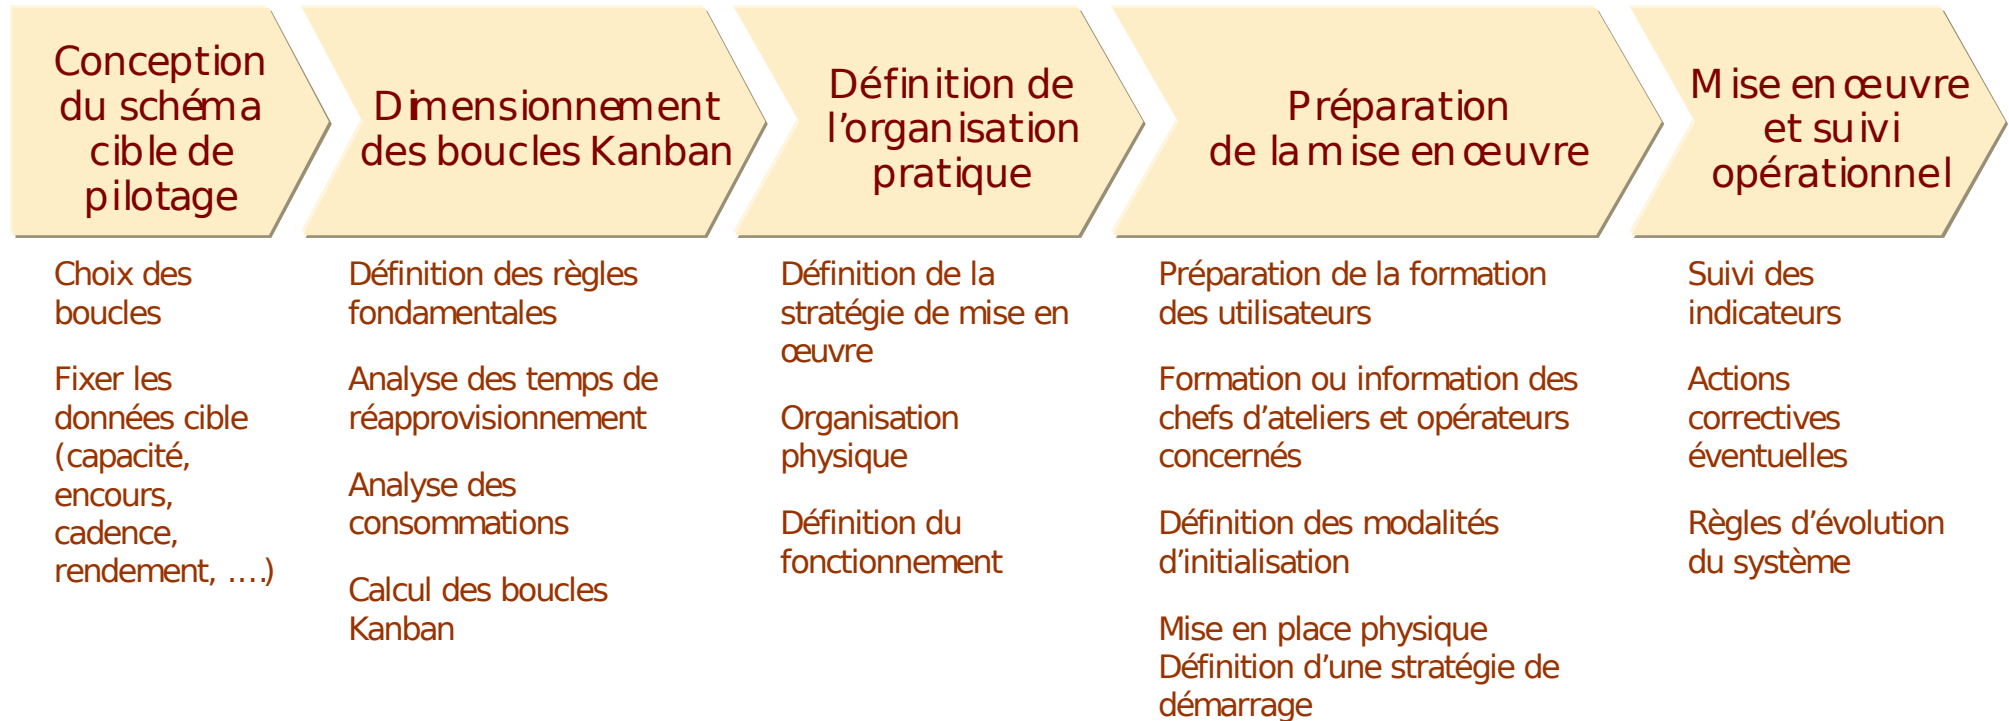 Conception
du schéma
cible de
pilotage
Dimensionnement
des boucles Kanban
Définition de
l’organisation
pratique
Préparation
de la mise en œuvre
Mise en œuvre
et suivi
opérationnel
Choix des
boucles
Fixer les
données cible
(capacité,
encours,
cadence,
rendement, ….)
Définition des règles
fondamentales
Analyse des temps de
réapprovisionnement
Analyse des
consommations
Calcul des boucles
Kanban
Définition de la
stratégie de mise en
œuvre
Organisation
physique
Définition du
fonctionnement
Préparation de la formation
des utilisateurs
Formation ou information des
chefs d’ateliers et opérateurs
concernés
Définition des modalités
d’initialisation
Mise en place physique
Définition d’une stratégie de
démarrage
Suivi des
indicateurs
Actions
correctives
éventuelles
Règles d’évolution
du système